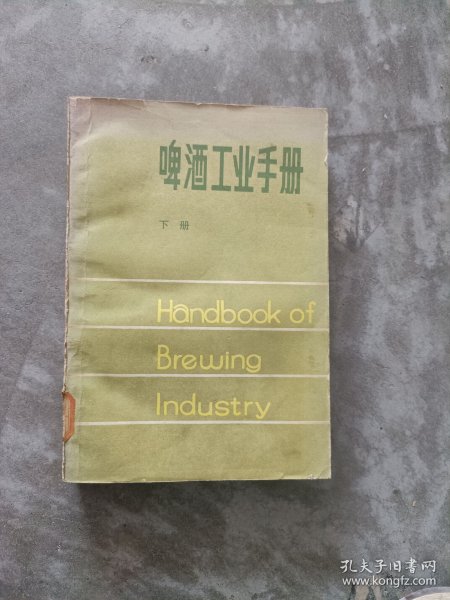 啤酒工业手册
下册
Handbook of
Brewing
Industry
孔夫子旧书网
www.kongfz.com